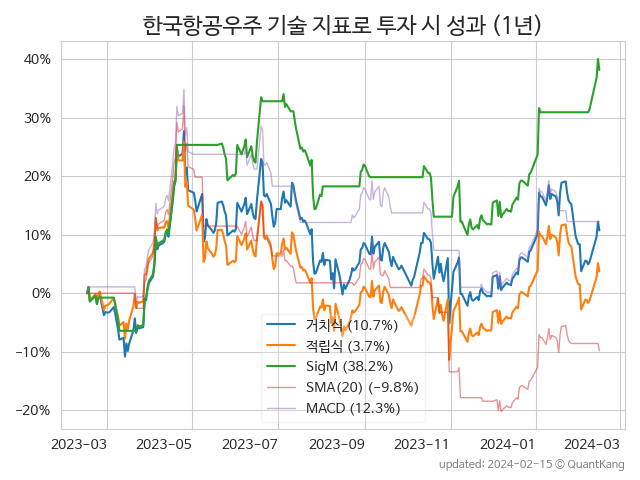 한국항공우주 기술 지표로 투자 시 성과 (1년)
40%
30%
20%
10%
0%
−10%
−20%
거치식 (10.7%)
적립식 (3.7%)
SigM (38.2%)
SMA(20) (−9.8%)
MACD (12.3%)
2023-03
2023-05
2023-07
2023-09
2023-11
2024-01
2024-03
updated: 2024-02-15 ⓒ QuantKang